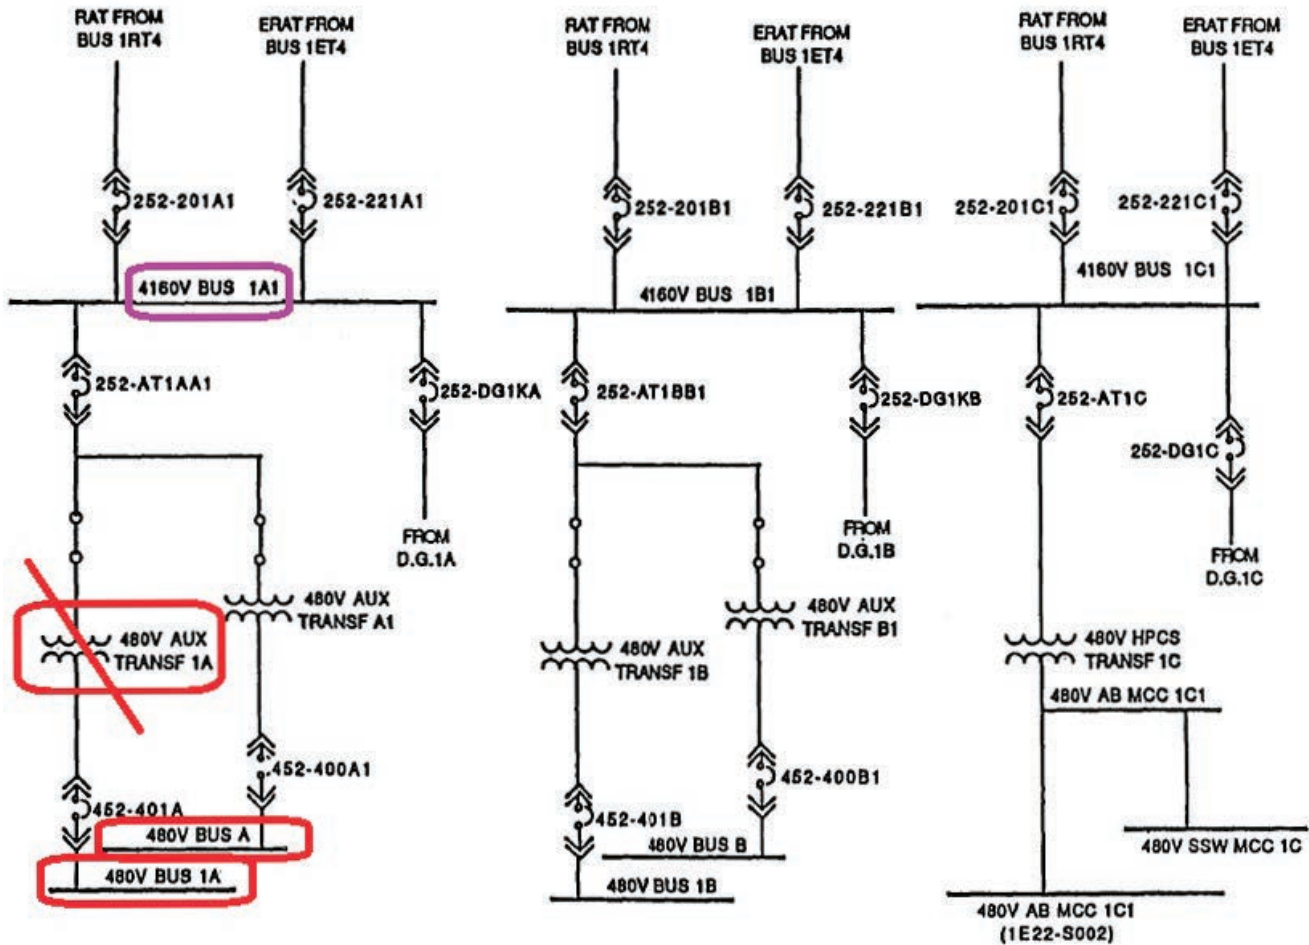 RAT FROM
BUS 1RT4
ERAT FROM
BUS 1ET4
RAT FROM
BUS 1RT4
ERAT FROM
BUS 1ET4
RAT FROM
BUS 1RT4
ERAT FROM
BUS 1ET4
252-201A1
252-221A1
252-201B1
252-221B1
252-201C1
252-221C1
4160V BUS 1A1
4160V BUS 1B1
4160V BUS 1C1
252-AT1AA1
252-DG1KA
252-AT1BB1
252-DG1KB
252-AT1C
252-DG1C
FROM
D.G.1A
FROM
D.G.1B
FROM
D.G.1C
480V AUX
TRANSF A1
480V AUX
TRANSF 1A
480V AUX
TRANSF B1
480V AUX
TRANSF 1B
480V HPCS
TRANSF 1C
480V AB MCC 1C1
452-400A1
452-401A
452-400B1
452-401B
480V BUS A
480V BUS 1A
480V BUS B
480V BUS 1B
480V SSW MCC 1C
480V AB MCC 1C1
(1E22-S002)